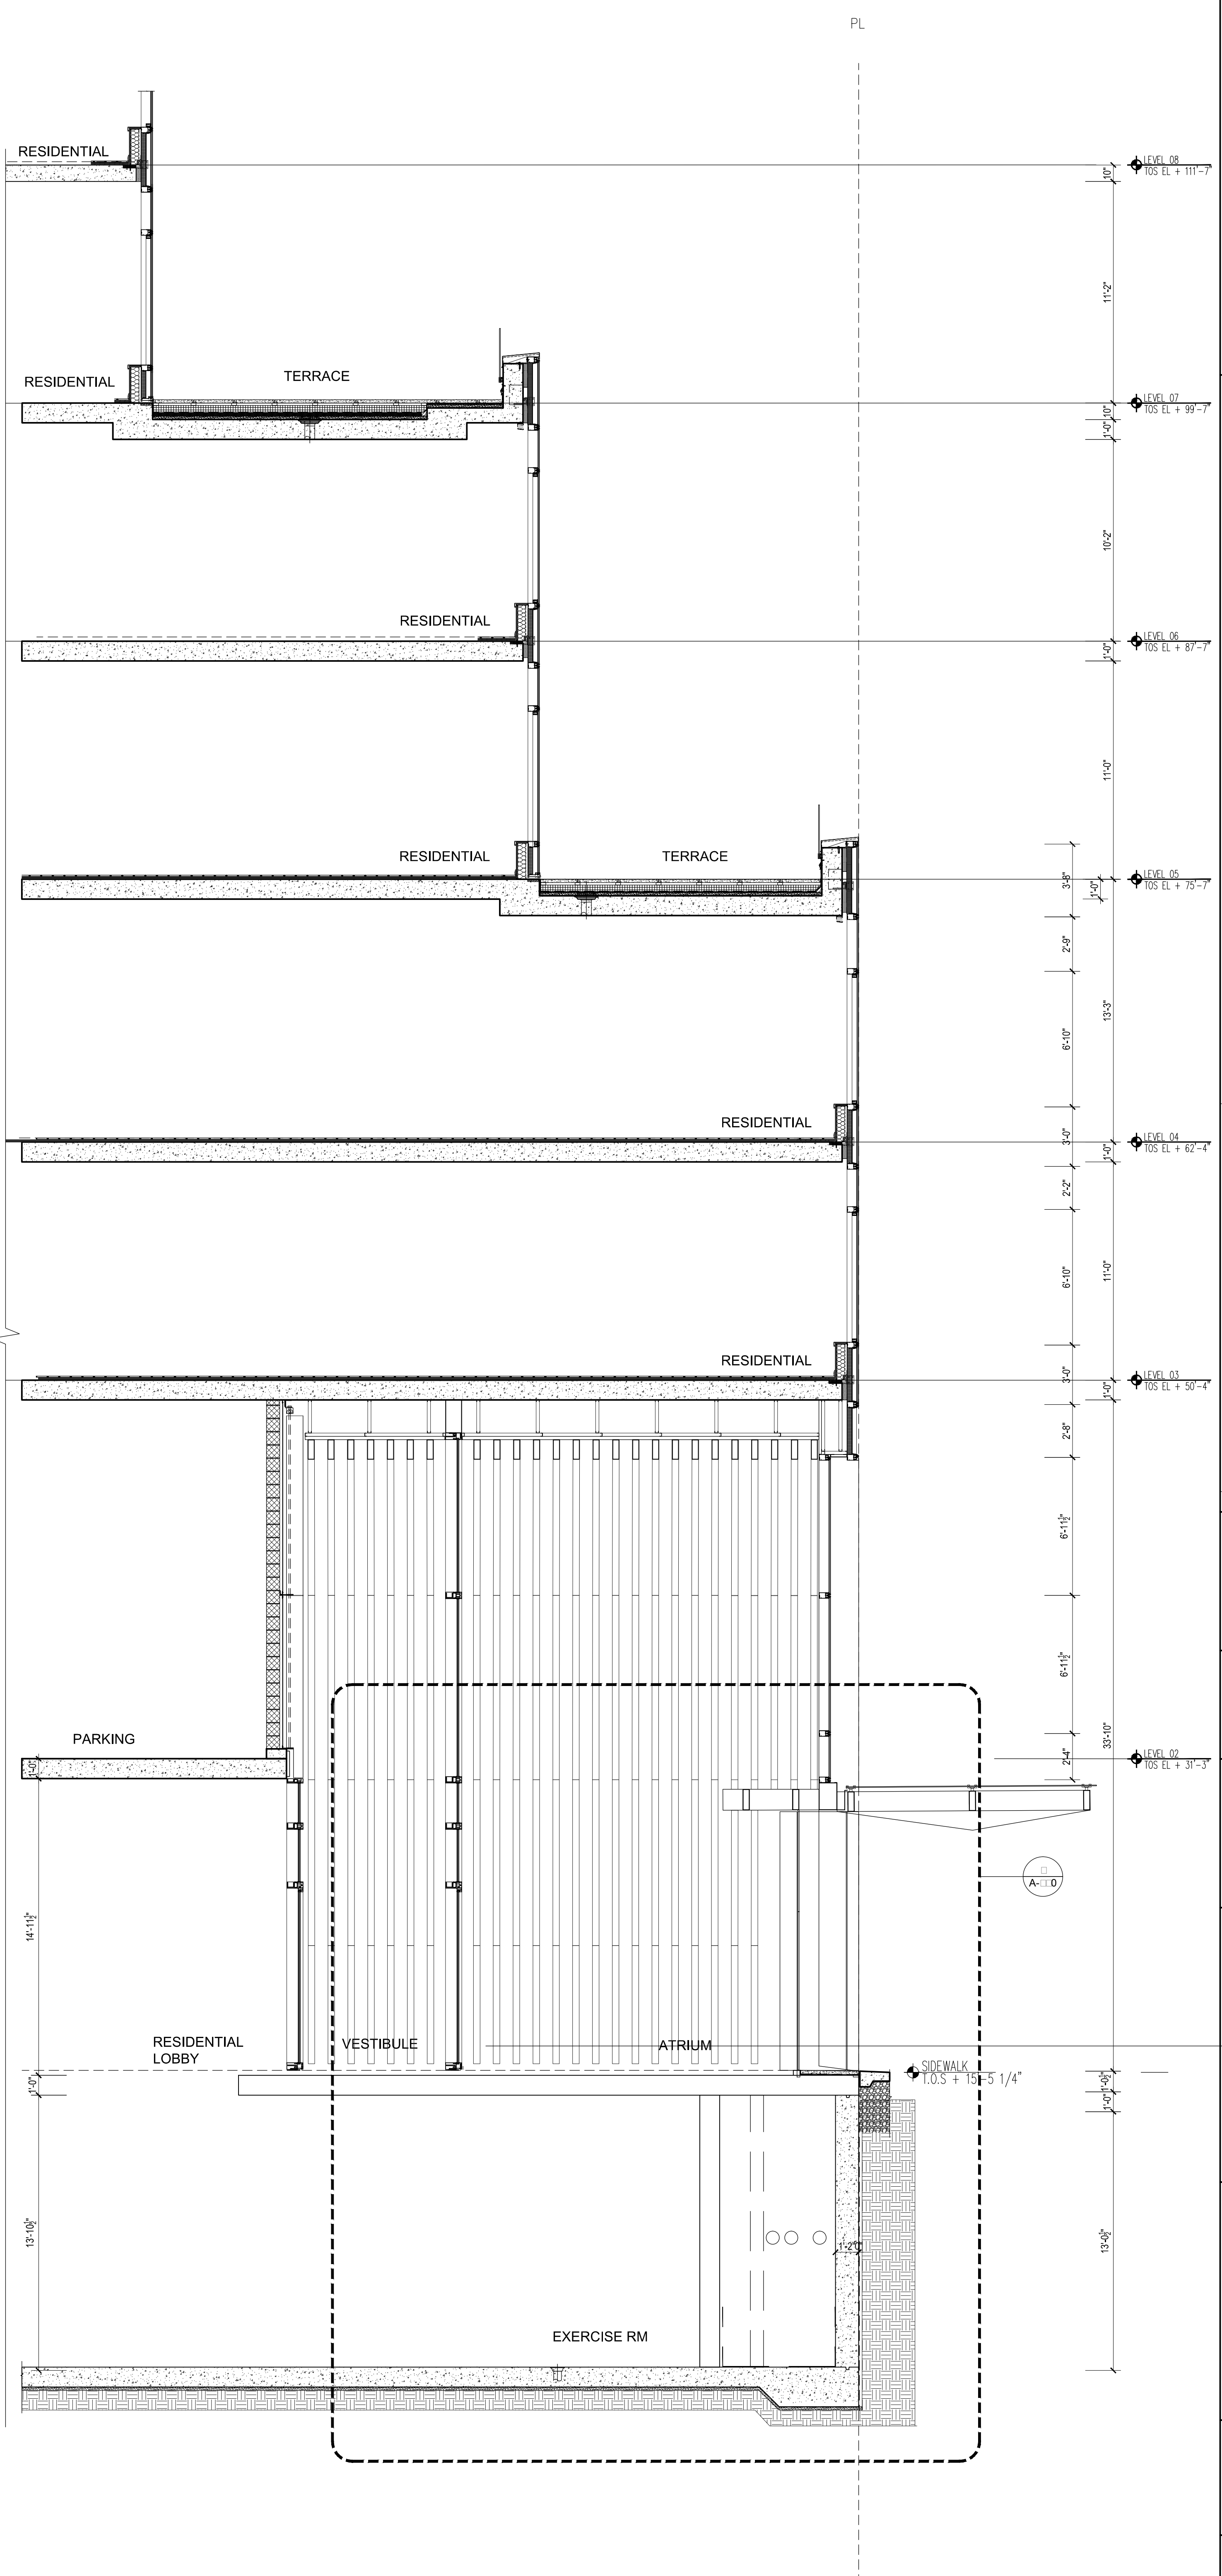 PL
RESIDENTIAL
LEVEL 08
TOS EL + 111'-7"
10"
11'-2"
RESIDENTIAL
TERRACE
LEVEL 07
TOS EL + 99'-7"
10"
1'-0"
10'-2"
RESIDENTIAL
LEVEL 06
TOS EL + 87'-7"
1'-0"
11'-0"
RESIDENTIAL
TERRACE
LEVEL 05
TOS EL + 75'-7"
3'-8"
1'-0"
2'-9"
13'-3"
6'-10"
RESIDENTIAL
LEVEL 04
TOS EL + 62'-4"
3'-0"
1'-0"
2'-2"
6'-10"
11'-0"
RESIDENTIAL
LEVEL 03
TOS EL + 50'-4"
3'-0"
1'-0"
2'-8"
6'-11½"
6'-11½"
33'-10"
PARKING
1'-0"
2'-4"
LEVEL 02
TOS EL + 31'-3"
A-□□0
14'-11½"
RESIDENTIAL
LOBBY
VESTIBULE
ATRIUM
SIDEWALK
T.O.S + 15'-5 1/4"
1'-0"
1'-0½"
1'-0"
13'-10½"
13'-0½"
EXERCISE RM